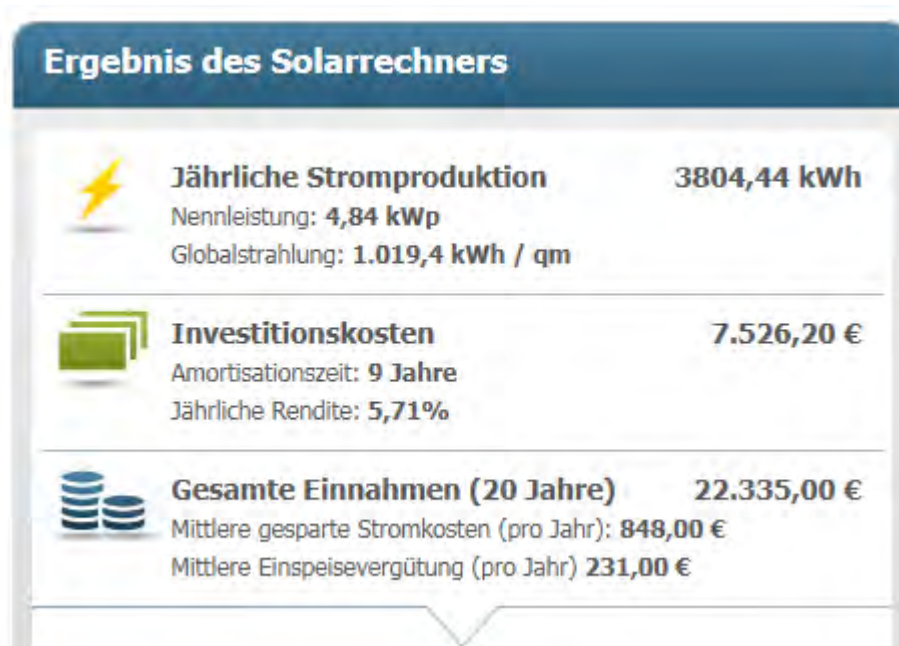 Ergebnis des Solarrechners
Jährliche Stromproduktion 3804,44 kWh
Nennleistung: 4,84 kWp
Globalstrahlung: 1.019,4 kWh / qm
Investitionskosten 7.526,20 €
Amortisationszeit: 9 Jahre
Jährliche Rendite: 5,71%
Gesamte Einnahmen (20 Jahre) 22.335,00 €
Mittlere gesparte Stromkosten (pro Jahr): 848,00 €
Mittlere Einspeisevergütung (pro Jahr) 231,00 €